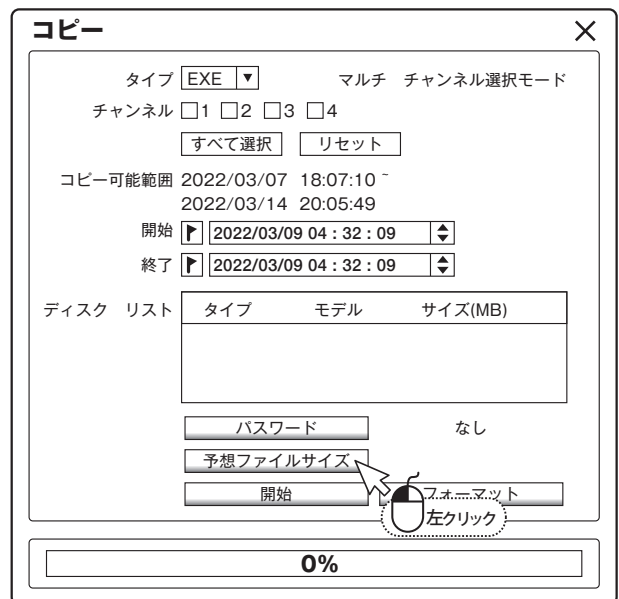 コピー
タイプ EXE ▼ マルチ チャンネル選択モード
チャンネル □1 □2 □3 □4
すべて選択 リセット
コピー可能範囲 2022/03/07 18:07:10 ~
2022/03/14 20:05:49
開始 2022/03/09 04 : 32 : 09
終了 2022/03/09 04 : 32 : 09
ディスク リスト タイプ モデル サイズ(MB)
パスワード なし
予想ファイルサイズ
開始 フォーマット
左クリック
0%